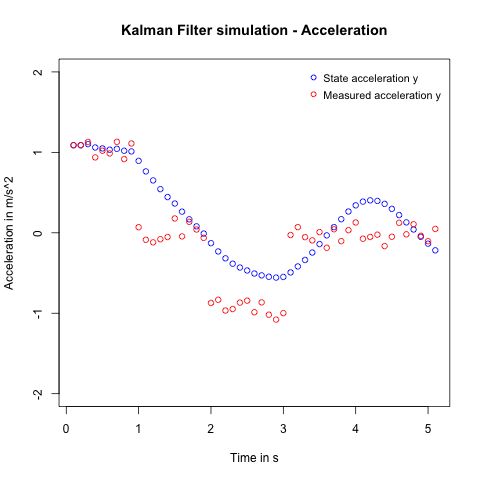 Kalman Filter simulation - Acceleration
State acceleration y
Measured acceleration y
Acceleration in m/s^2
2
1
0
-1
-2
0 1 2 3 4 5
Time in s